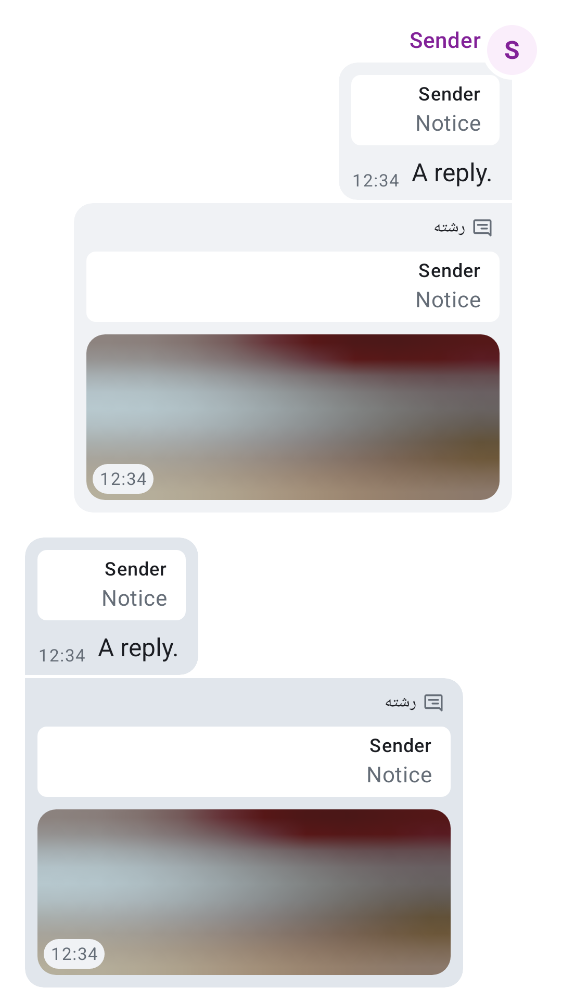 Sender
S
Sender
Notice
A reply.
12:34
رشته
Sender
Notice
12:34
Sender
Notice
A reply.
12:34
رشته
Sender
Notice
12:34